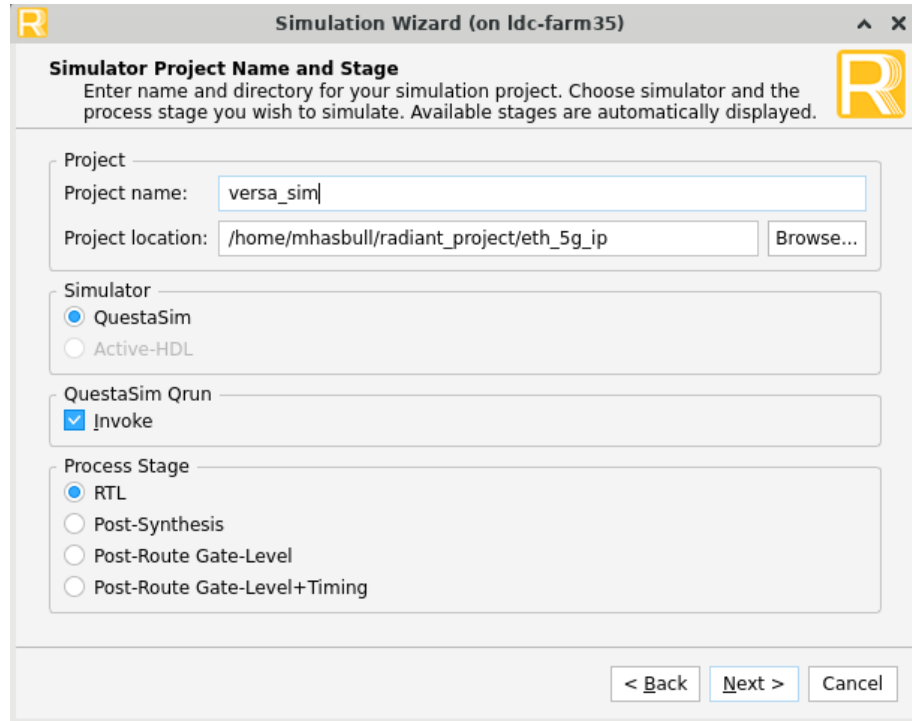 Simulation Wizard (on ldc-farm35)
Simulator Project Name and Stage
Enter name and directory for your simulation project. Choose simulator and the
process stage you wish to simulate. Available stages are automatically displayed.
Project
Project name: versa_sim
Project location: /home/mhasbull/radiant_project/eth_5g_ip Browse...
Simulator
QuestaSim
Active-HDL
QuestaSim Qrun
Invoke
Process Stage
RTL
Post-Synthesis
Post-Route Gate-Level
Post-Route Gate-Level+Timing
< Back Next > Cancel